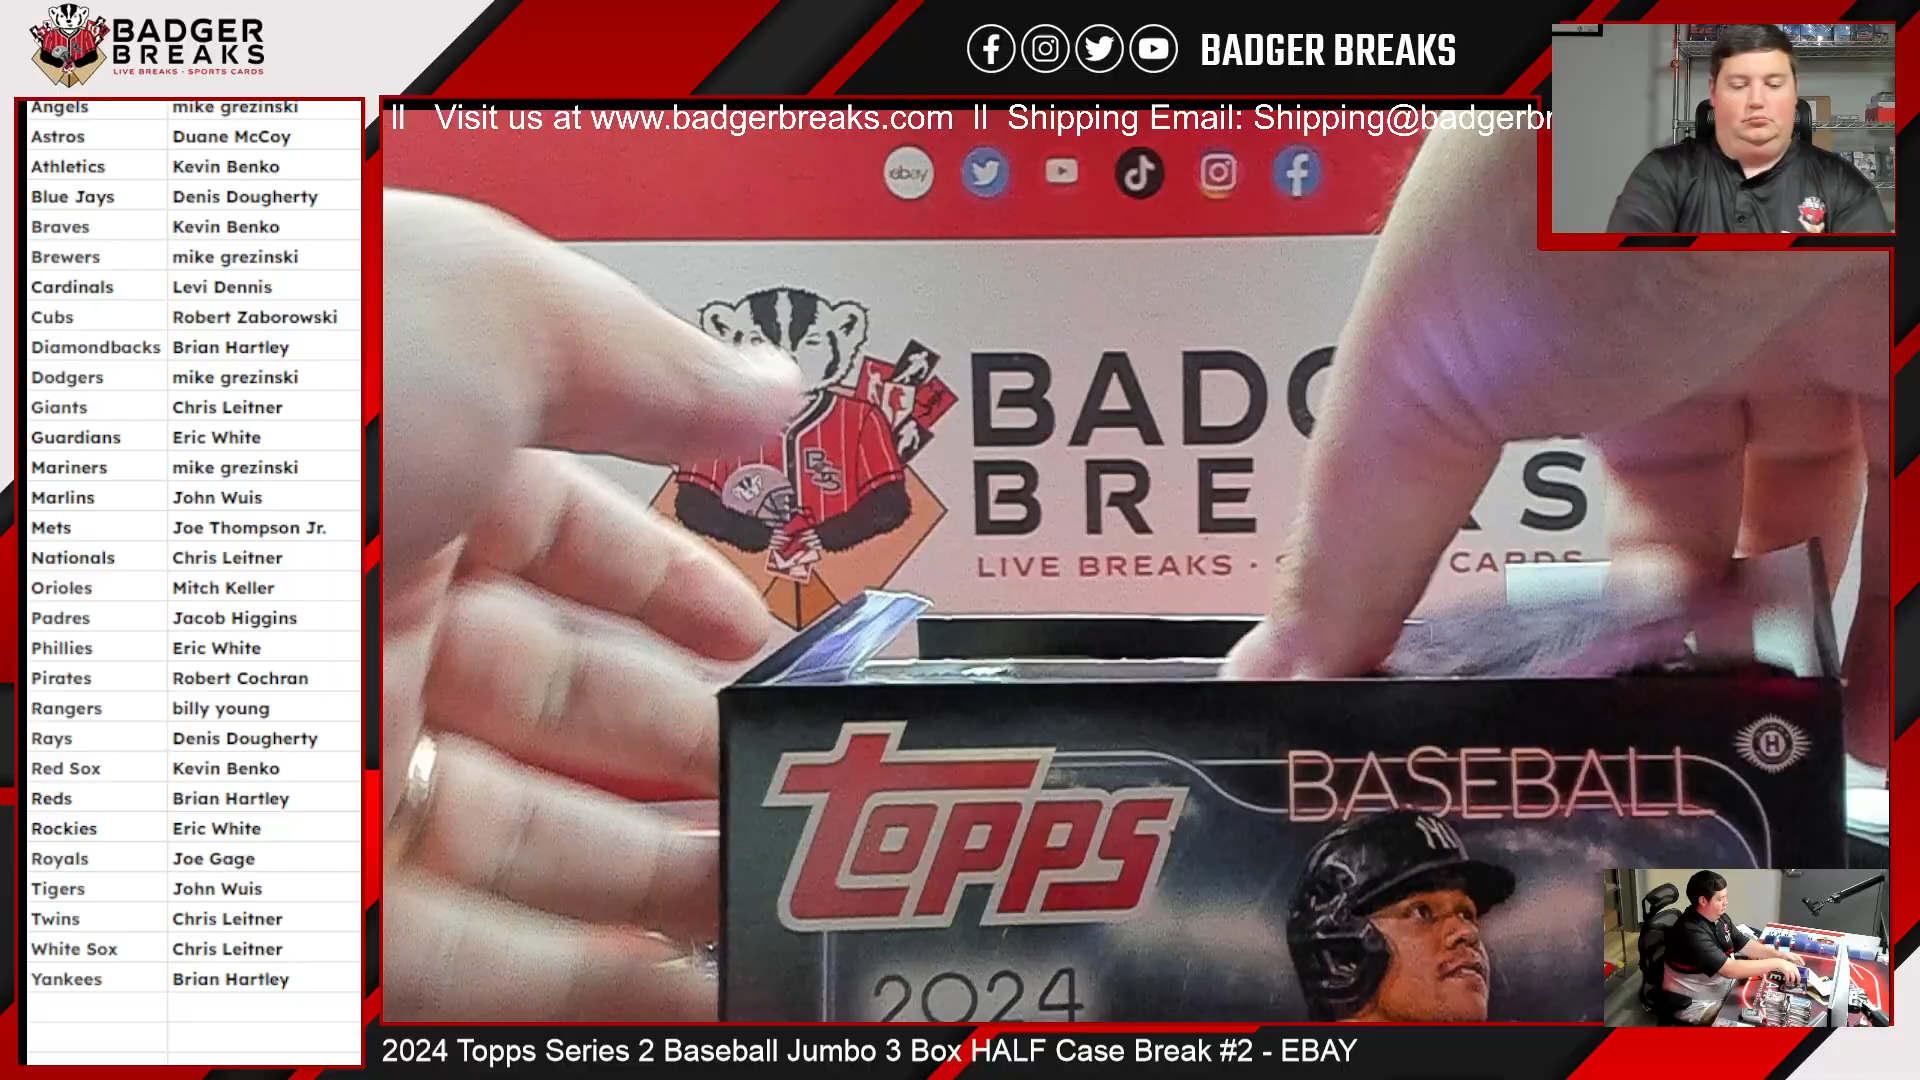 BADGER
BREAKS
LIVE BREAKS · SPORTS CARDS
BADGER BREAKS
ll Visit us at www.badgerbreaks.com ll Shipping Email: Shipping@badgerbr
Angels mike grezinski
Astros Duane McCoy
Athletics Kevin Benko
Blue Jays Denis Dougherty
Braves Kevin Benko
Brewers mike grezinski
Cardinals Levi Dennis
Cubs Robert Zaborowski
Diamondbacks Brian Hartley
Dodgers mike grezinski
Giants Chris Leitner
Guardians Eric White
Mariners mike grezinski
Marlins John Wuis
Mets Joe Thompson Jr.
Nationals Chris Leitner
Orioles Mitch Keller
Padres Jacob Higgins
Phillies Eric White
Pirates Robert Cochran
Rangers billy young
Rays Denis Dougherty
Red Sox Kevin Benko
Reds Brian Hartley
Rockies Eric White
Royals Joe Gage
Tigers John Wuis
Twins Chris Leitner
White Sox Chris Leitner
Yankees Brian Hartley
ebay
BADG
BRE KS
LIVE BREAKS · S CARDS
TOPPS
BASEBALL
H
NY
2024
2024 Topps Series 2 Baseball Jumbo 3 Box HALF Case Break #2 - EBAY